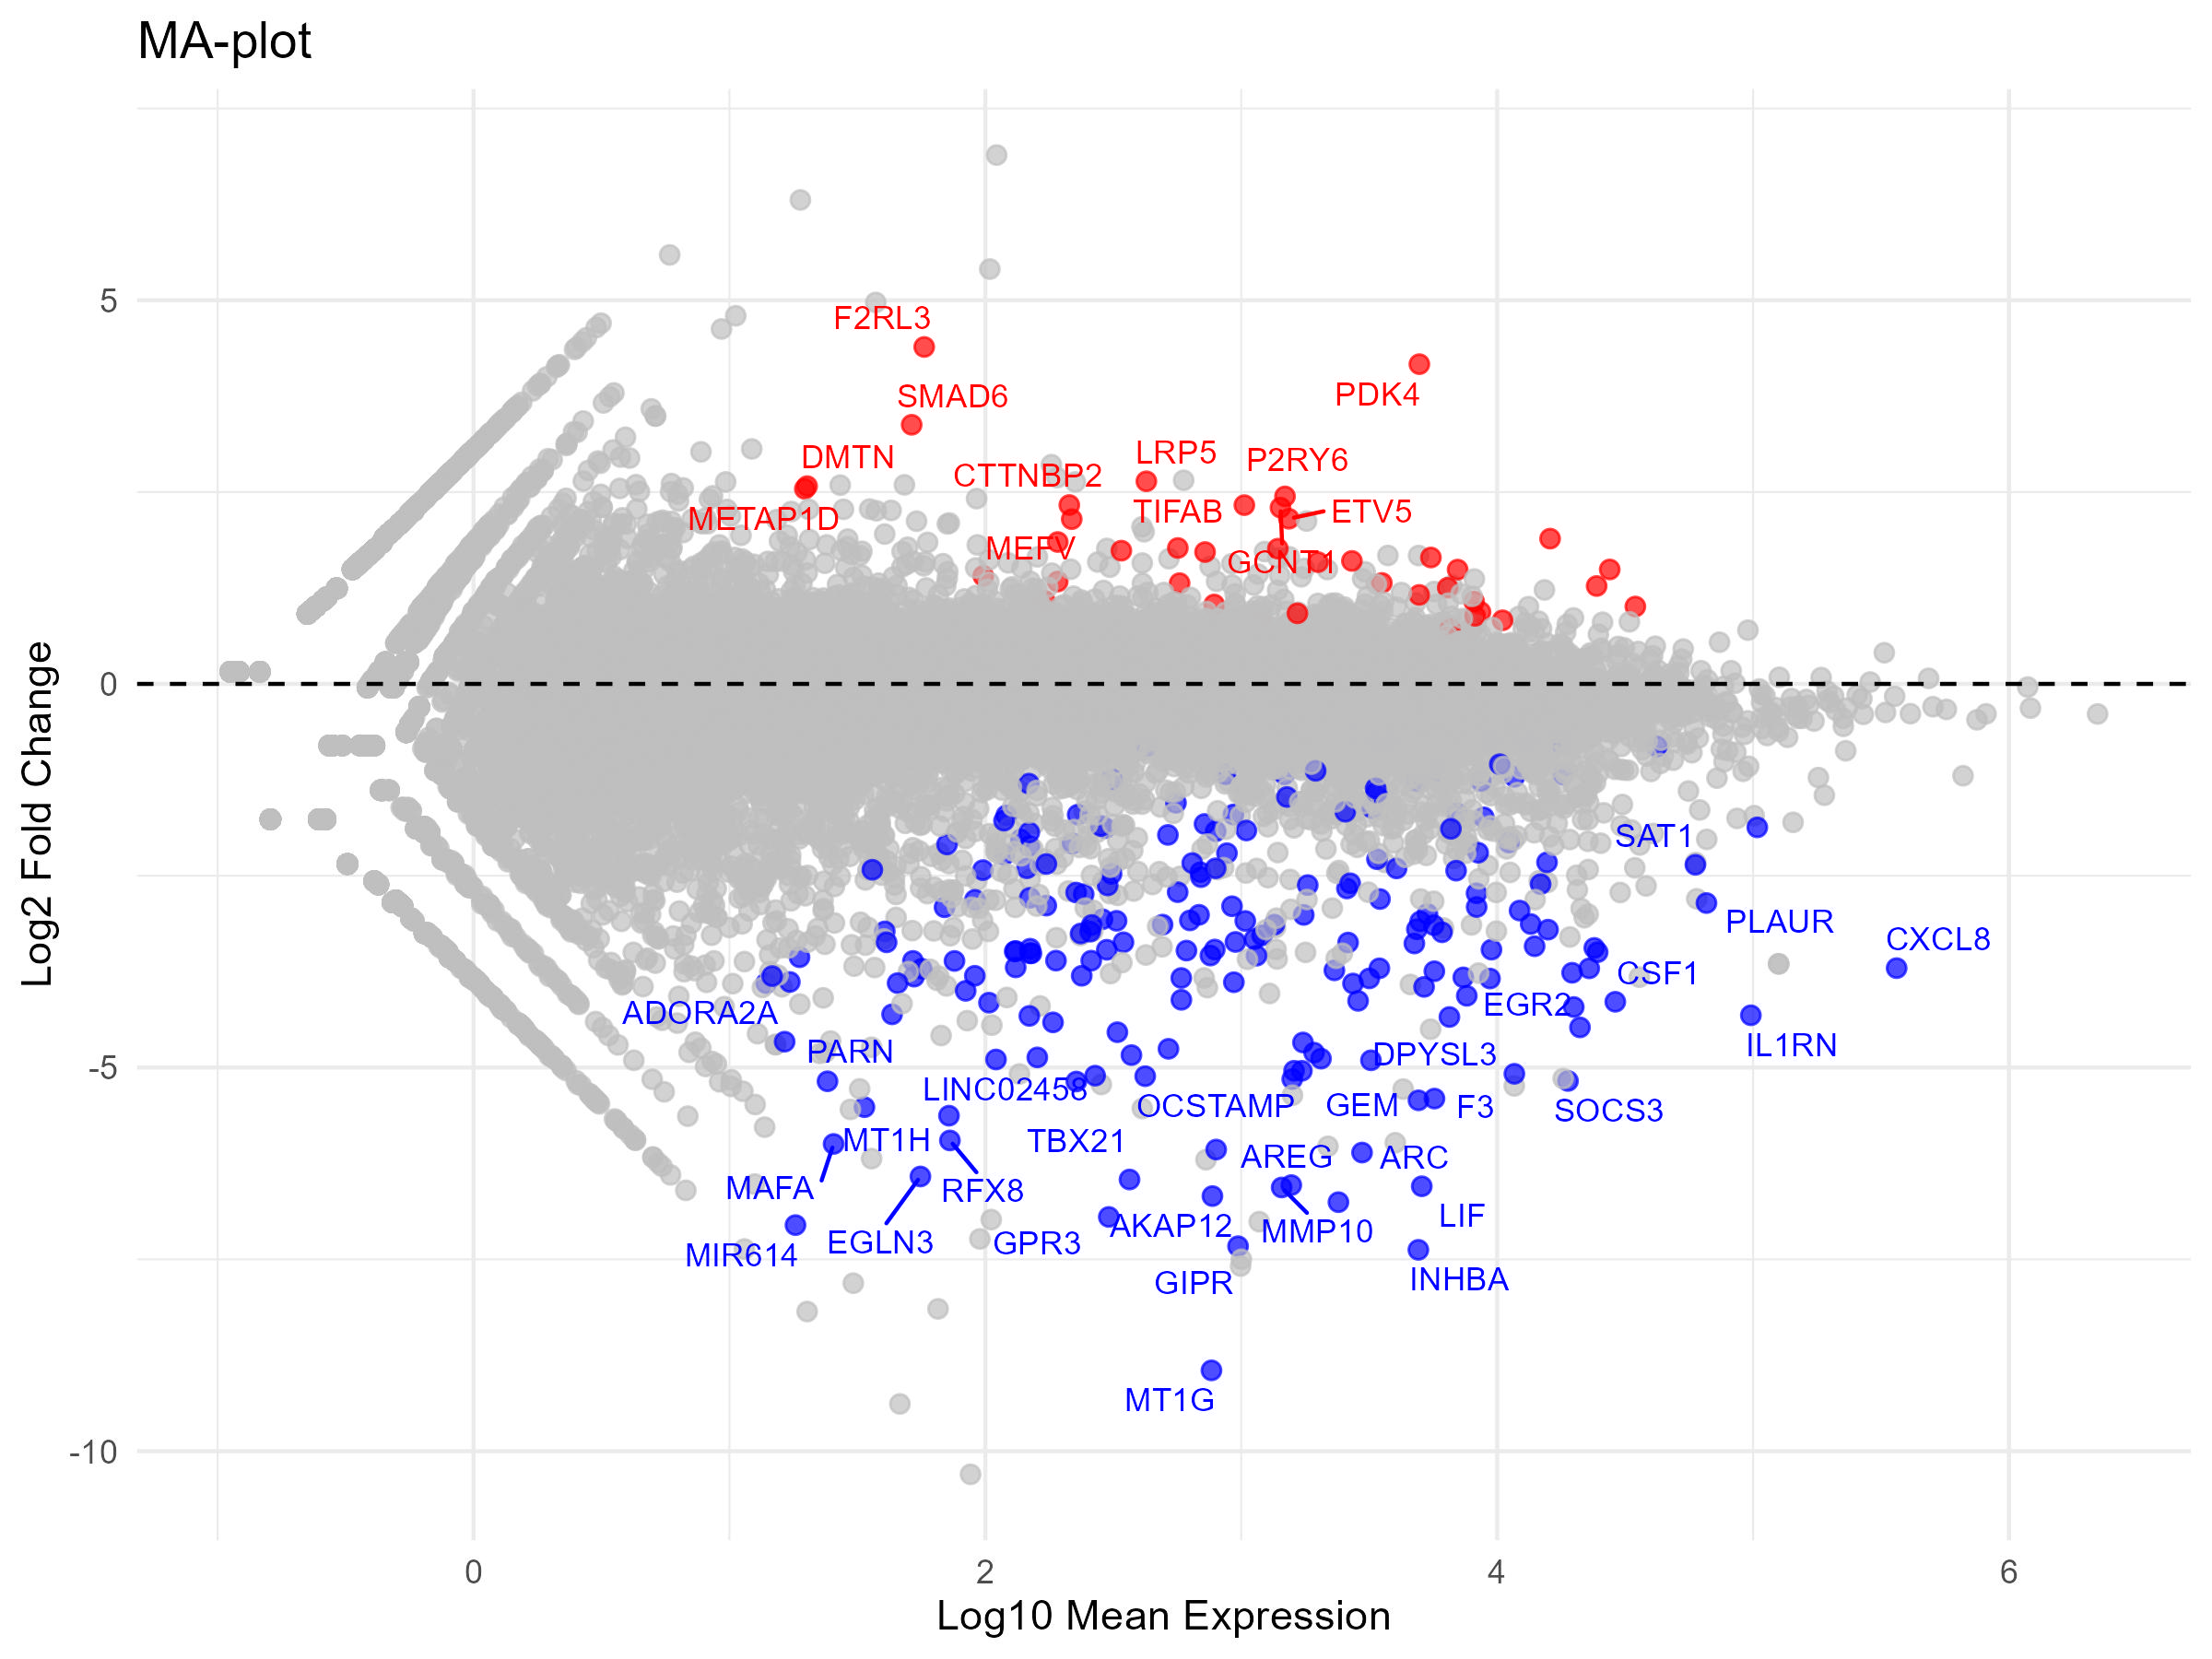 MA-plot
5
0
-5
-10
0
2
4
6
Log2 Fold Change
Log10 Mean Expression
F2RL3
PDK4
SMAD6
DMTN
LRP5
P2RY6
CTTNBP2
METAP1D
TIFAB
ETV5
MEFV
GCNT1
SAT1
PLAUR
CXCL8
CSF1
EGR2
ADORA2A
IL1RN
PARN
DPYSL3
LINC02458
OCSTAMP
GEM
F3
SOCS3
MT1H
TBX21
AREG
ARC
MAFA
RFX8
LIF
AKAP12
MMP10
EGLN3
GPR3
MIR614
GIPR
INHBA
MT1G